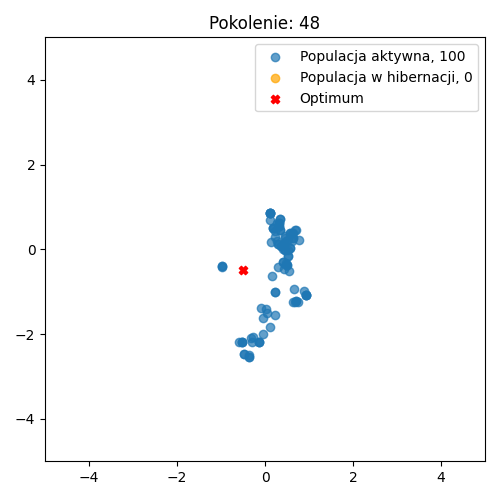 Pokolenie: 48
Populacja aktywna, 100
Populacja w hibernacji, 0
Optimum
4
2
0
−2
−4
−4 −2 0 2 4